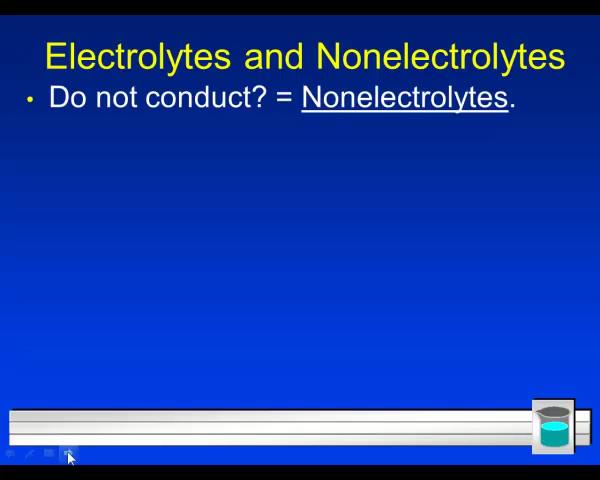 Electrolytes and Nonelectrolytes
• Do not conduct? = Nonelectrolytes.